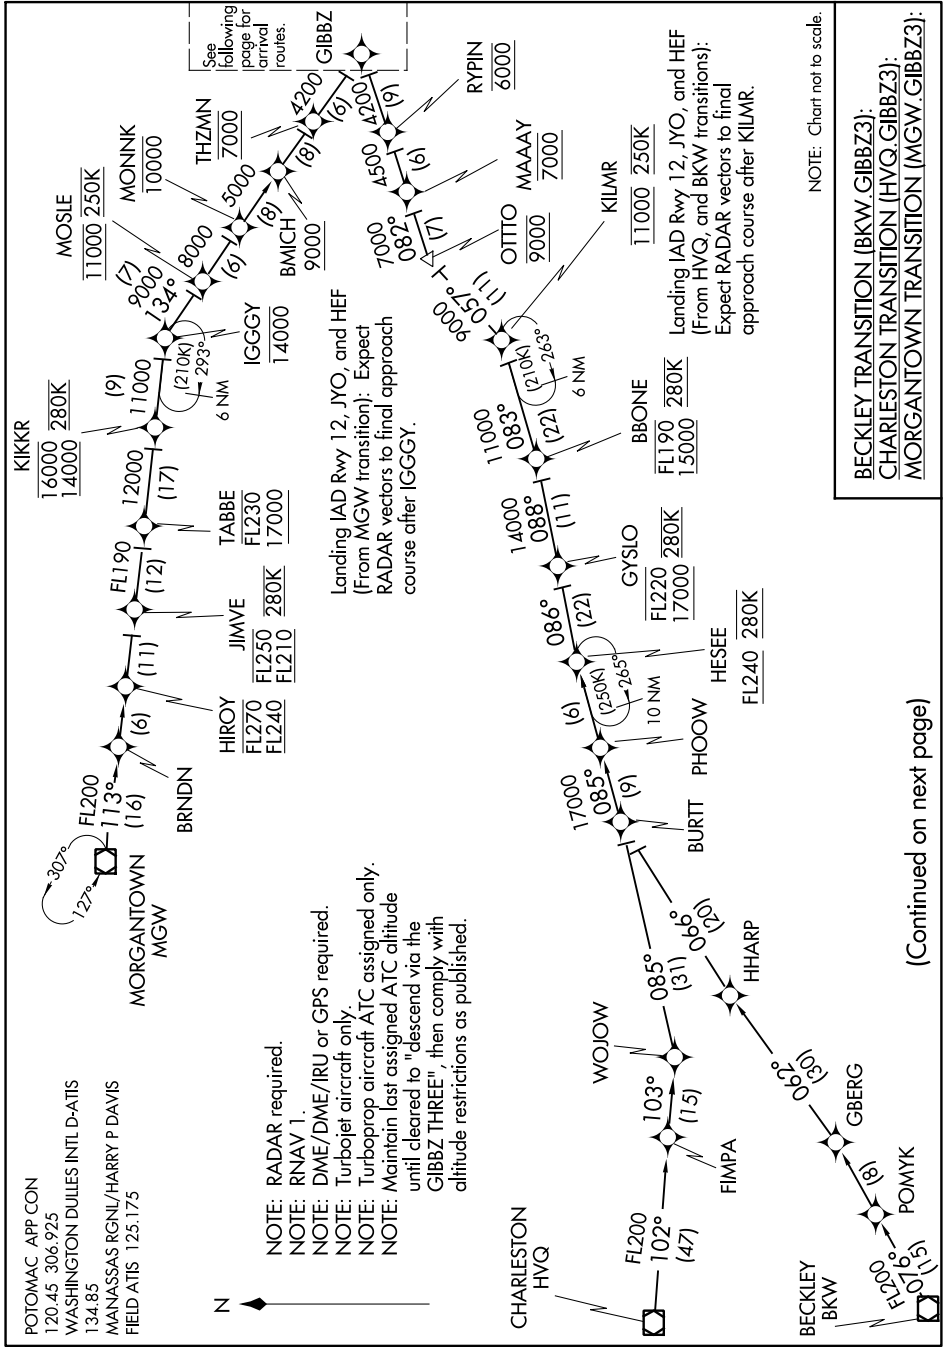 POTOMAC APP CON
120.45 306.925
WASHINGTON DULLES INTL D-ATIS
134.85
MANASSAS RGNL/HARRY P DAVIS
FIELD ATIS 125.175
N
NOTE: RADAR required.
NOTE: RNAV 1.
NOTE: DME/DME/IRU or GPS required.
NOTE: Turbojet aircraft only.
NOTE: Turboprop aircraft ATC assigned only.
NOTE: Maintain last assigned ATC altitude
until cleared to "descend via the
GIBBZ THREE", then comply with
altitude restrictions as published.
307°
127°
MORGANTOWN
MGW
FL200
113°
(16)
BRNDN
(6)
HIROY
FL270
FL240
(11)
JIMVE
FL250 280K
FL210
FL190
(12)
TABBE
FL230
17000
12000
(17)
KIKKR
16000 280K
14000
(9)
11000
(210K)
293°
6 NM
IGGGY
14000
(7)
9000
134°
MOSLE
11000 250K
8000
(6)
MONNK
10000
5000
(8)
BMICH
9000
(8)
THZMN
7000
4200
(6)
GIBBZ
See
following
page for
arrival
routes.
Landing IAD Rwy 12, JYO, and HEF
(From MGW transition): Expect
RADAR vectors to final approach
course after IGGGY.
CHARLESTON
HVQ
FL200
102°
(47)
FIMPA
103°
(15)
WOJOW
085°
(31)
BECKLEY
BKW
FL200
076°
(15)
POMYK
(8)
GBERG
062°
(30)
HHARP
066°
(20)
BURTT
17000
085°
(9)
PHOOW
(6)
(250K)
265°
10 NM
HESEE
FL240 280K
086°
(22)
GYSLO
FL220 280K
17000
14000
088°
(11)
BBONE
FL190 280K
15000
11000
083°
(22)
(210K)
263°
6 NM
KILMR
11000 250K
9000
057°
(11)
OTTTO
9000
7000
082°
(7)
MAAAY
7000
4500
(6)
RYPIN
6000
4200
(9)
Landing IAD Rwy 12, JYO, and HEF
(From HVQ, and BKW transitions):
Expect RADAR vectors to final
approach course after KILMR.
NOTE: Chart not to scale.
BECKLEY TRANSITION (BKW.GIBBZ3):
CHARLESTON TRANSITION (HVQ.GIBBZ3):
MORGANTOWN TRANSITION (MGW.GIBBZ3):
(Continued on next page)